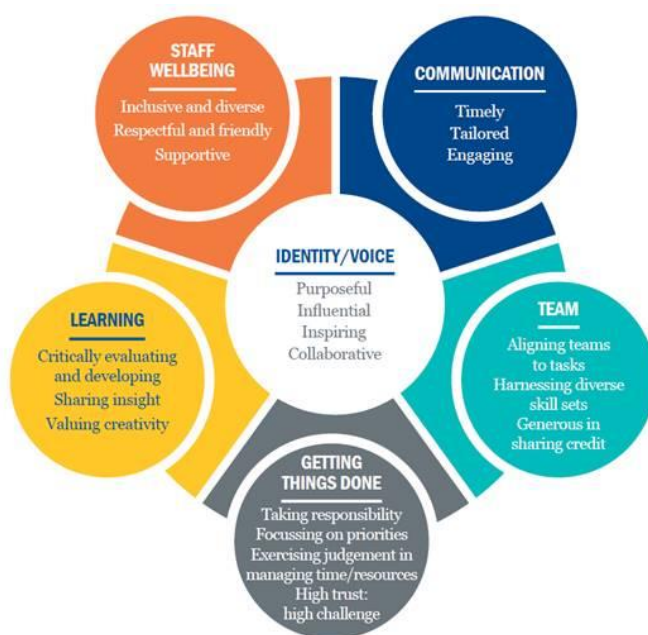 STAFF
WELLBEING
Inclusive and diverse
Respectful and friendly
Supportive
COMMUNICATION
Timely
Tailored
Engaging
IDENTITY/VOICE
Purposeful
Influential
Inspiring
Collaborative
LEARNING
Critically evaluating
and developing
Sharing insight
Valuing creativity
TEAM
Aligning teams
to tasks
Harnessing diverse
skill sets
Generous in
sharing credit
GETTING
THINGS DONE
Taking responsibility
Focussing on priorities
Exercising judgement in
managing time/resources
High trust:
high challenge